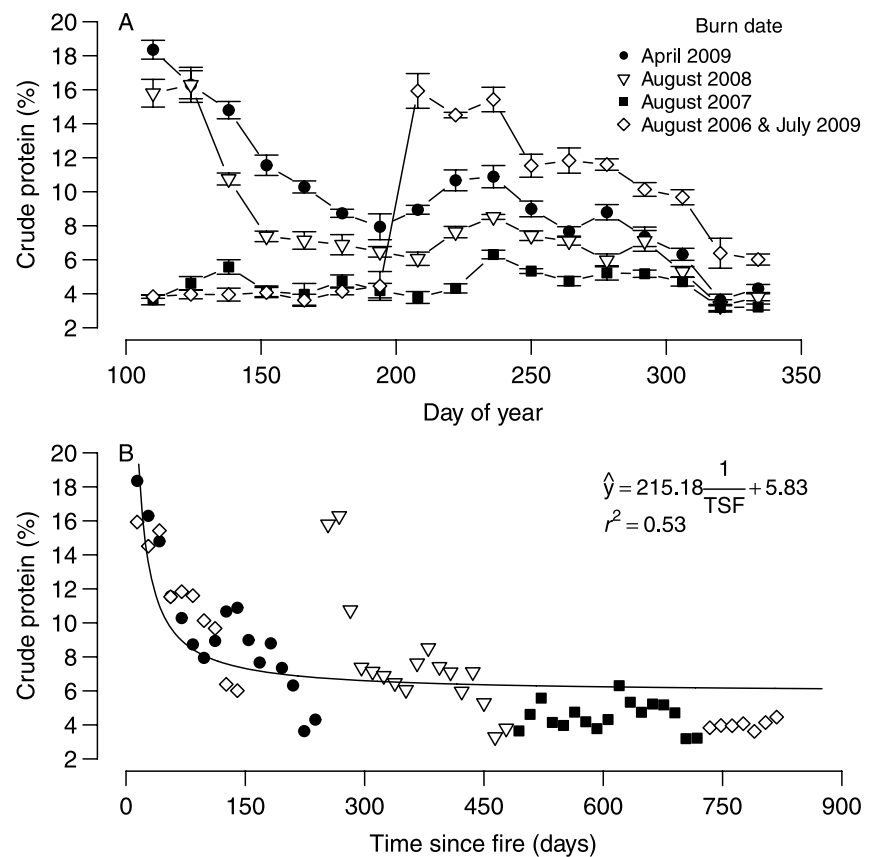 A
Burn date
April 2009
August 2008
August 2007
August 2006 & July 2009
Crude protein (%)
20
18
16
14
12
10
8
6
4
2
100 150 200 250 300 350
Day of year
B
ŷ = 215.18 1/TSF + 5.83
r² = 0.53
Crude protein (%)
20
18
16
14
12
10
8
6
4
2
0 150 300 450 600 750 900
Time since fire (days)